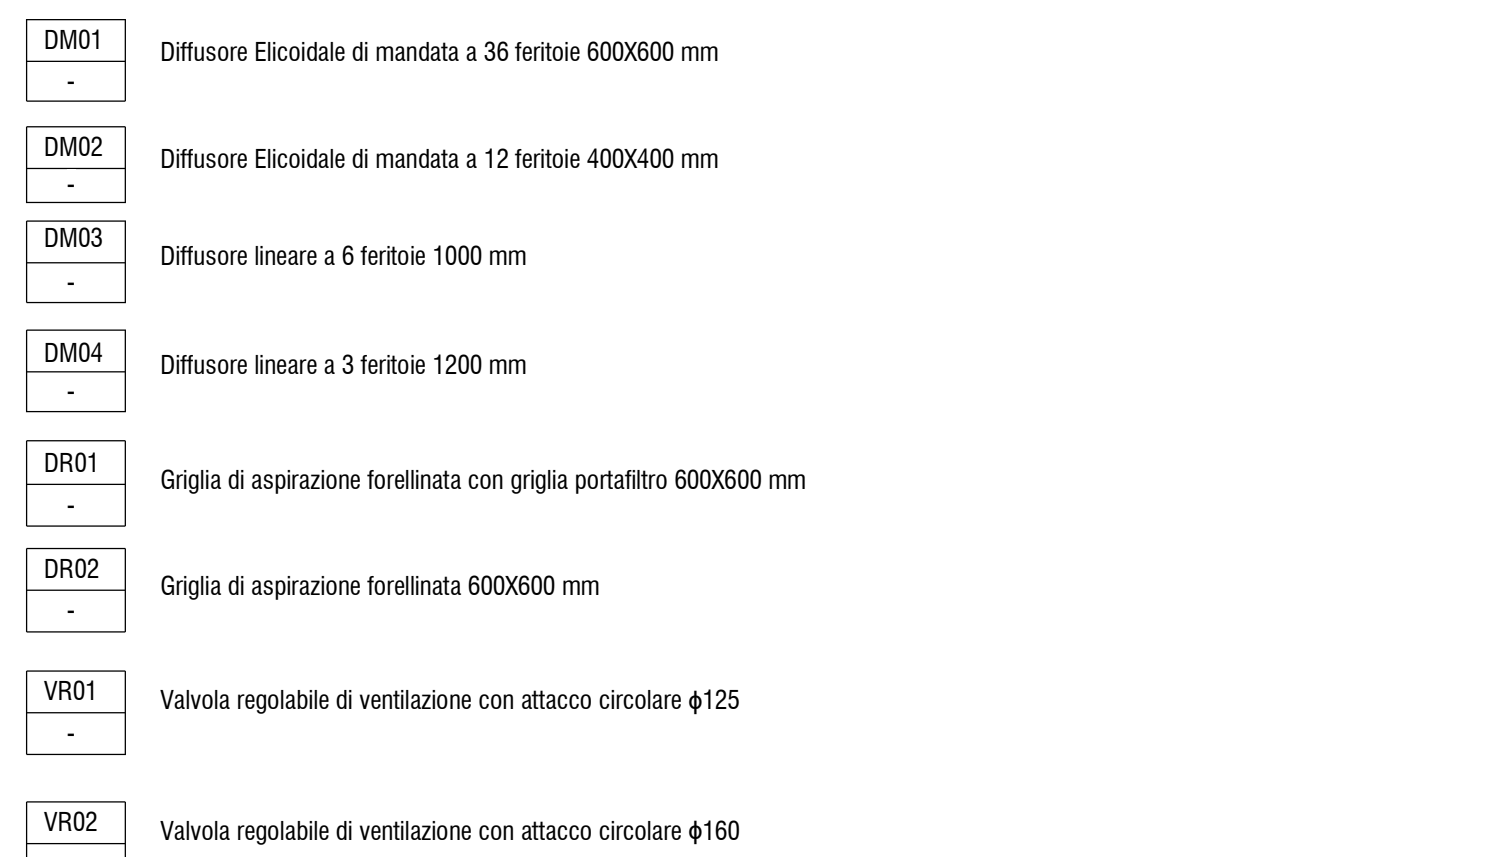 DM01
Diffusore Elicoidale di mandata a 36 feritoie 600X600 mm
-
DM02
Diffusore Elicoidale di mandata a 12 feritoie 400X400 mm
-
DM03
Diffusore lineare a 6 feritoie 1000 mm
-
DM04
Diffusore lineare a 3 feritoie 1200 mm
-
DR01
Griglia di aspirazione forellinata con griglia portafiltro 600X600 mm
-
DR02
Griglia di aspirazione forellinata 600X600 mm
-
VR01
Valvola regolabile di ventilazione con attacco circolare ϕ125
-
VR02
Valvola regolabile di ventilazione con attacco circolare ϕ160